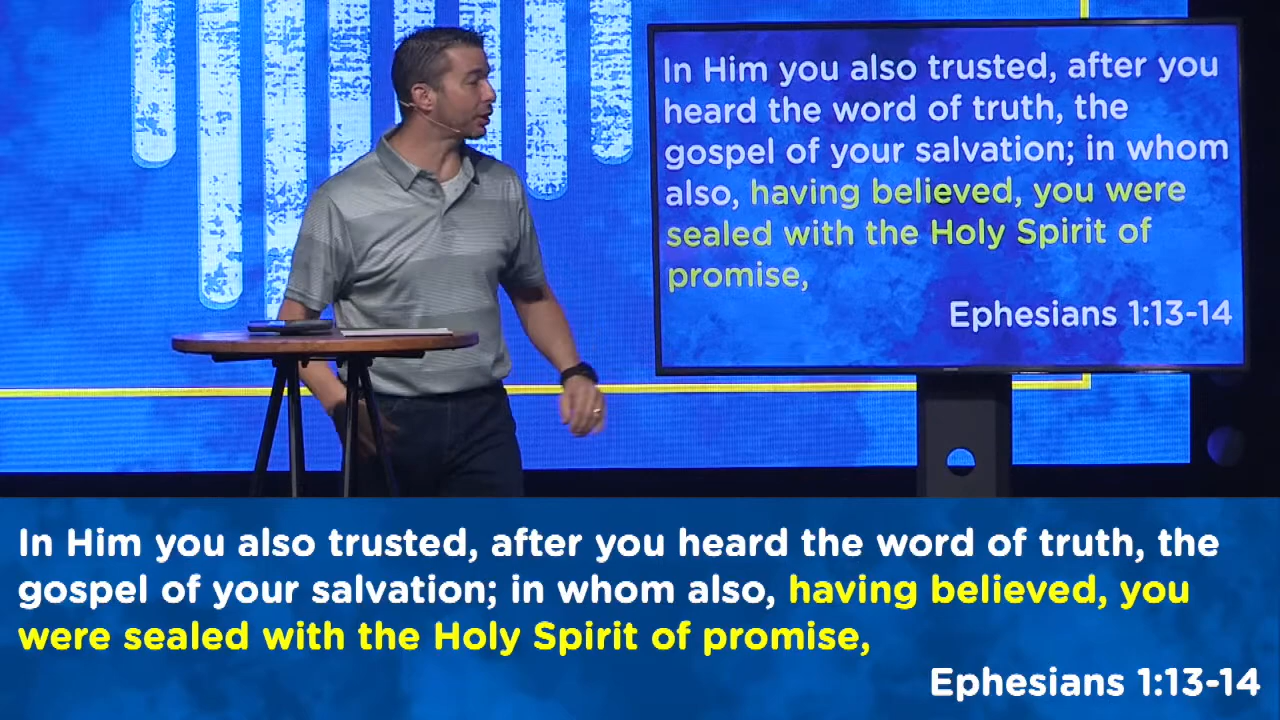 In Him you also trusted, after you
heard the word of truth, the
gospel of your salvation; in whom
also, having believed, you were
sealed with the Holy Spirit of
promise,
Ephesians 1:13-14
In Him you also trusted, after you heard the word of truth, the
gospel of your salvation; in whom also, having believed, you
were sealed with the Holy Spirit of promise,
Ephesians 1:13-14